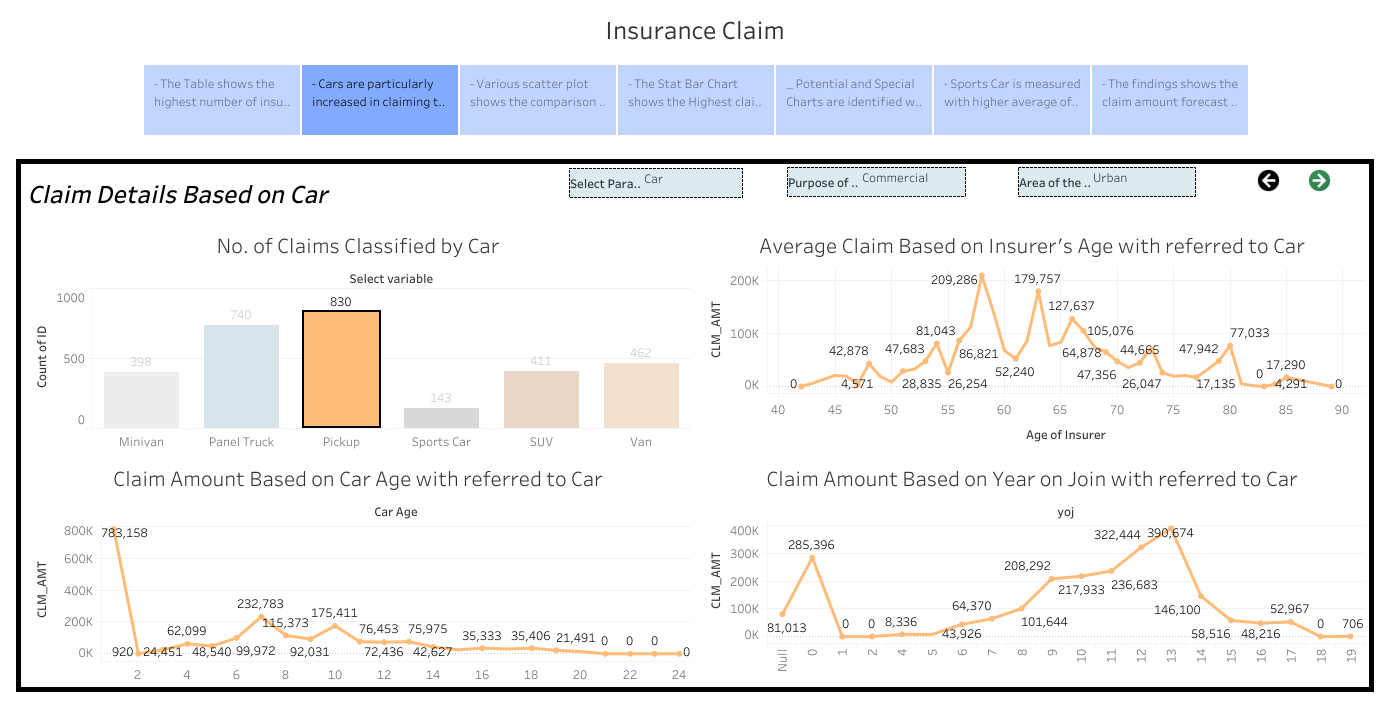 Insurance Claim
- The Table shows the
highest number of insu..
- Cars are particularly
increased in claiming t..
- Various scatter plot
shows the comparison ..
- The Stat Bar Chart
shows the Highest clai..
_ Potential and Special
Charts are identified w..
- Sports Car is measured
with higher average of..
- The findings shows the
claim amount forecast ..
Claim Details Based on Car
Select Para.. Car
Purpose of .. Commercial
Area of the .. Urban
No. of Claims Classified by Car
Select variable
Count of ID
1000
500
0
398
740
830
143
411
462
Minivan
Panel Truck
Pickup
Sports Car
SUV
Van
Average Claim Based on Insurer's Age with referred to Car
CLM_AMT
200K
100K
0K
0
42,878
4,571
47,683
28,835
81,043
26,254
86,821
209,286
52,240
179,757
127,637
64,878
105,076
47,356
44,665
26,047
47,942
17,135
77,033
0
17,290
4,291
0
40
45
50
55
60
65
70
75
80
85
90
Age of Insurer
Claim Amount Based on Car Age with referred to Car
Car Age
CLM_AMT
800K
600K
400K
200K
0K
783,158
920
24,451
62,099
48,540
99,972
232,783
115,373
92,031
175,411
76,453
72,436
75,975
42,627
35,333
35,406
21,491
0
0
0
0
2
4
6
8
10
12
14
16
18
20
22
24
Claim Amount Based on Year on Join with referred to Car
yoj
CLM_AMT
400K
300K
200K
100K
0K
81,013
285,396
0
0
8,336
43,926
64,370
101,644
208,292
217,933
236,683
322,444
390,674
146,100
58,516
48,216
52,967
0
706
Null
0
1
2
4
5
6
7
8
9
10
11
12
13
14
15
16
17
18
19